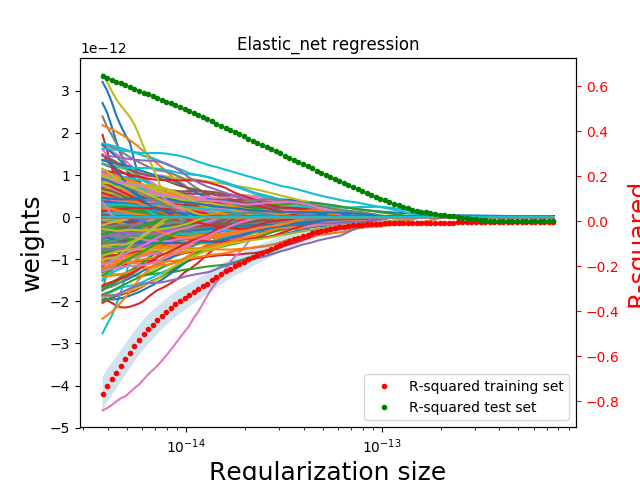 Elastic_net regression
1e−12
3
2
1
0
−1
−2
−3
−4
−5
weights
0.6
0.4
0.2
0.0
−0.2
−0.4
−0.6
−0.8
R-squared
R-squared training set
R-squared test set
10⁻¹⁴ 10⁻¹³
Regularization size